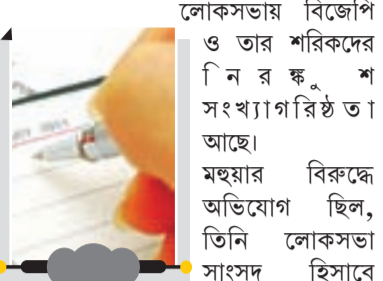 লোকসভায় বিজেপি
ও তার শরিকদের
নিরঙ্কুশ
সংখ্যাগরিষ্ঠতা
আছে।
মহুয়ার বিরুদ্ধে
অভিযোগ ছিল,
তিনি লোকসভা
সাংসদ হিসাবে